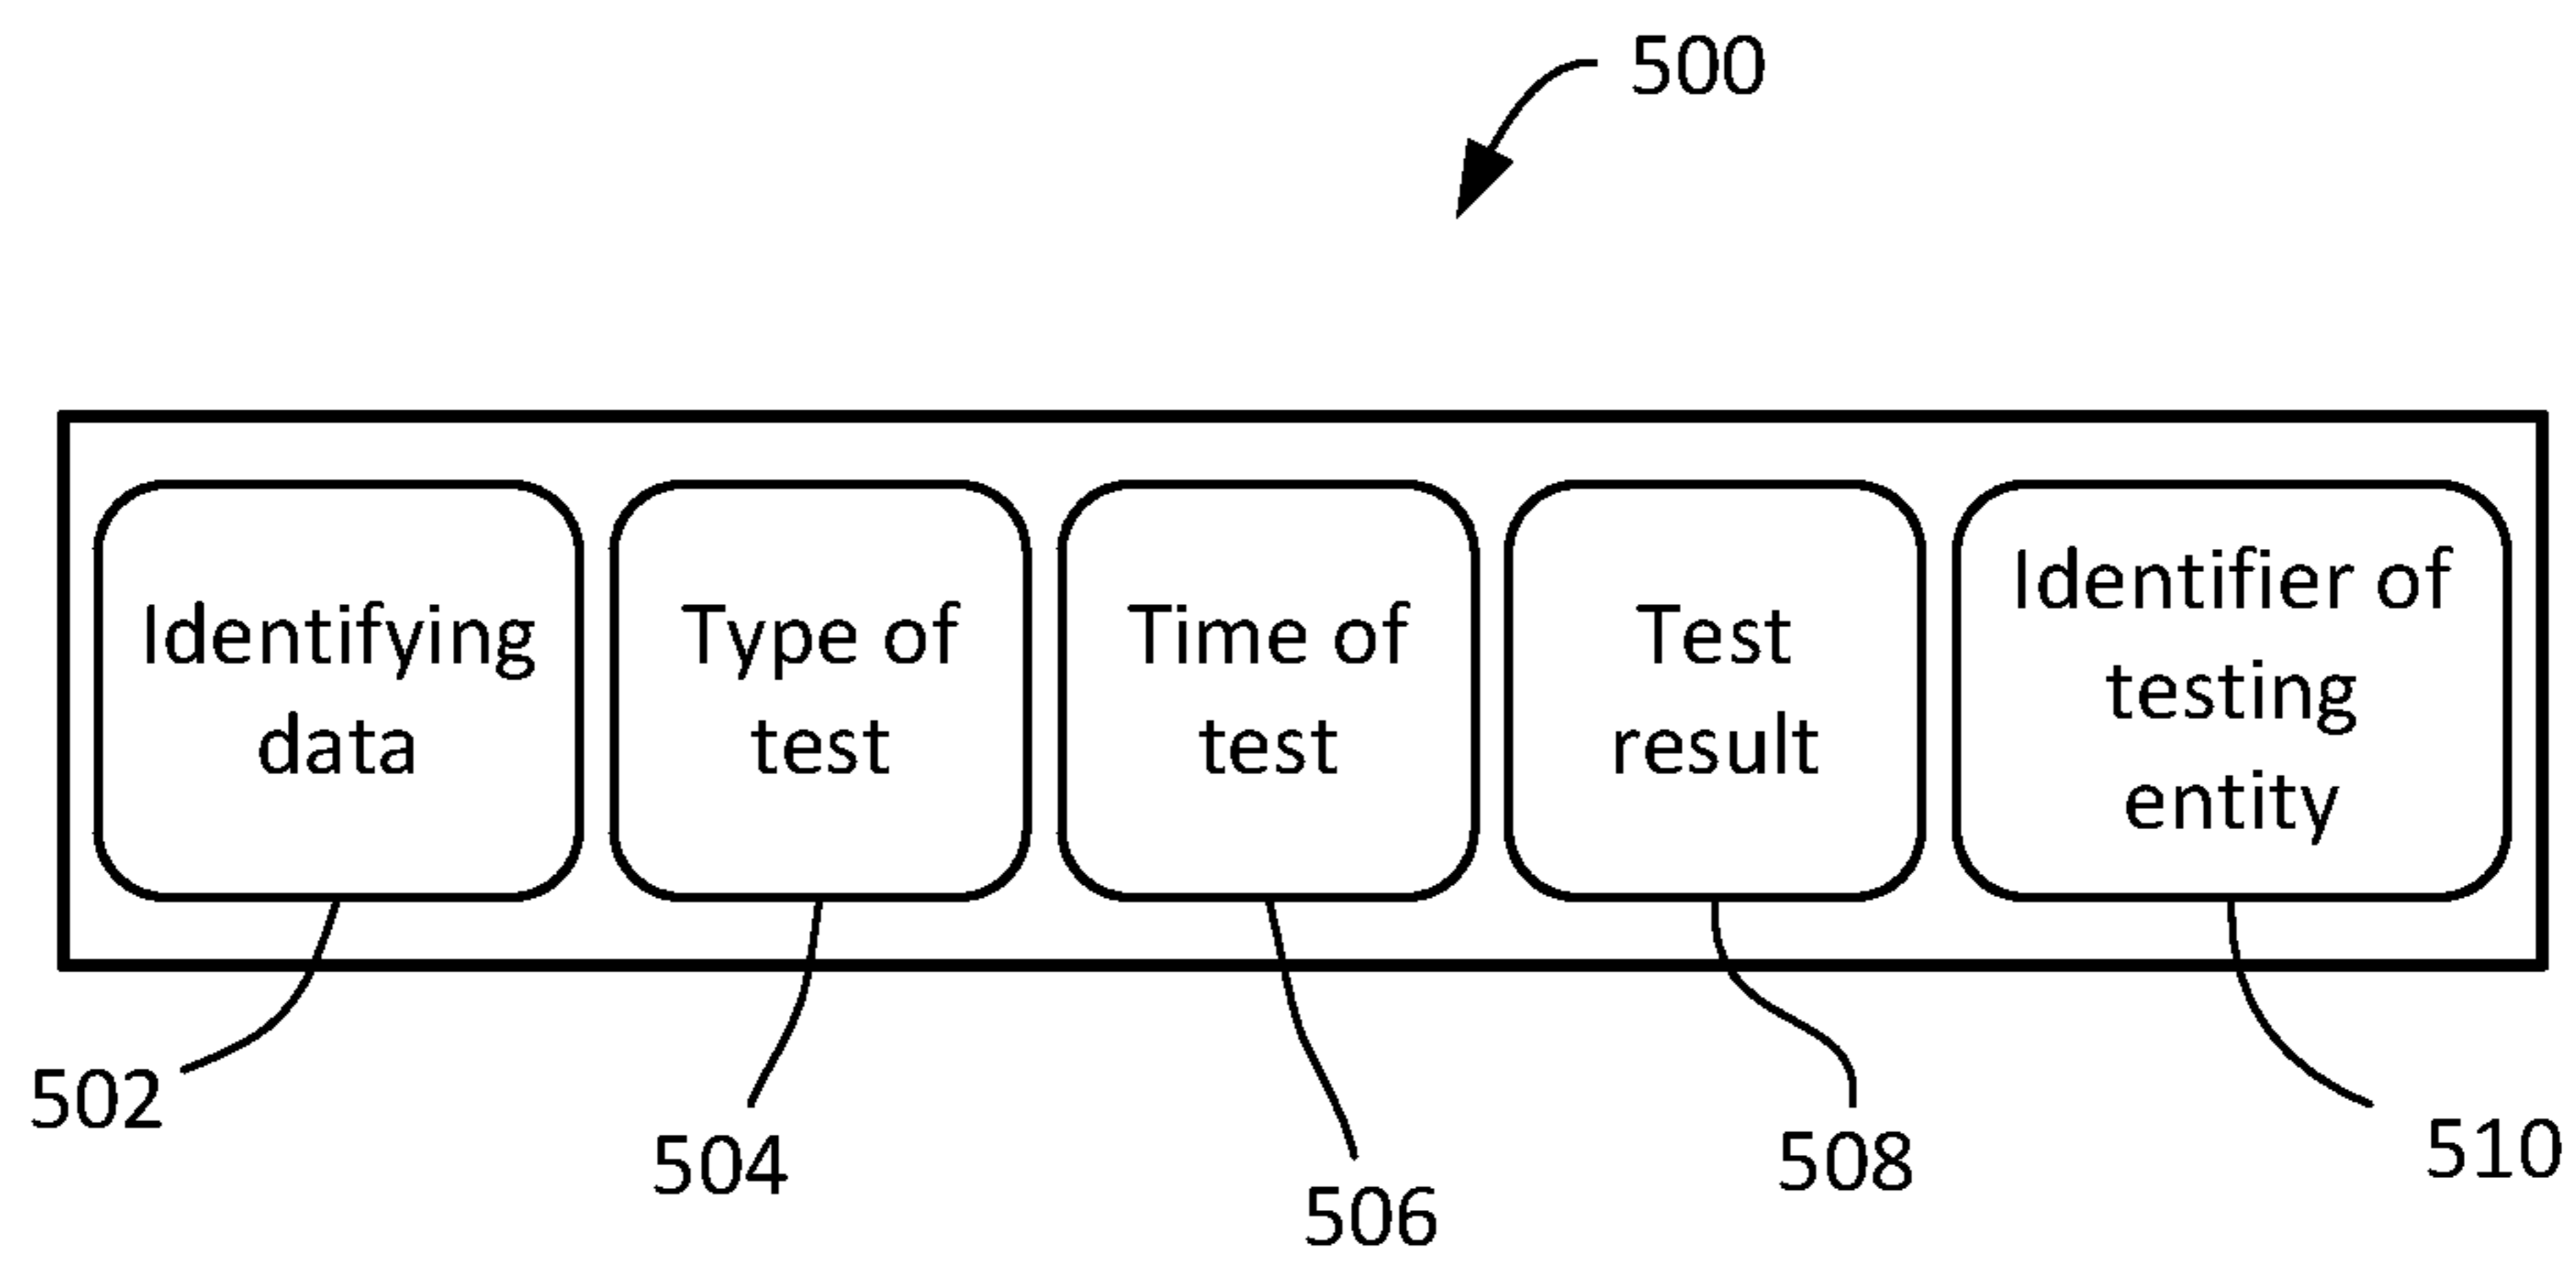 500
Identifying
data
Type of
test
Time of
test
Test
result
Identifier of
testing
entity
502
504
506
508
510